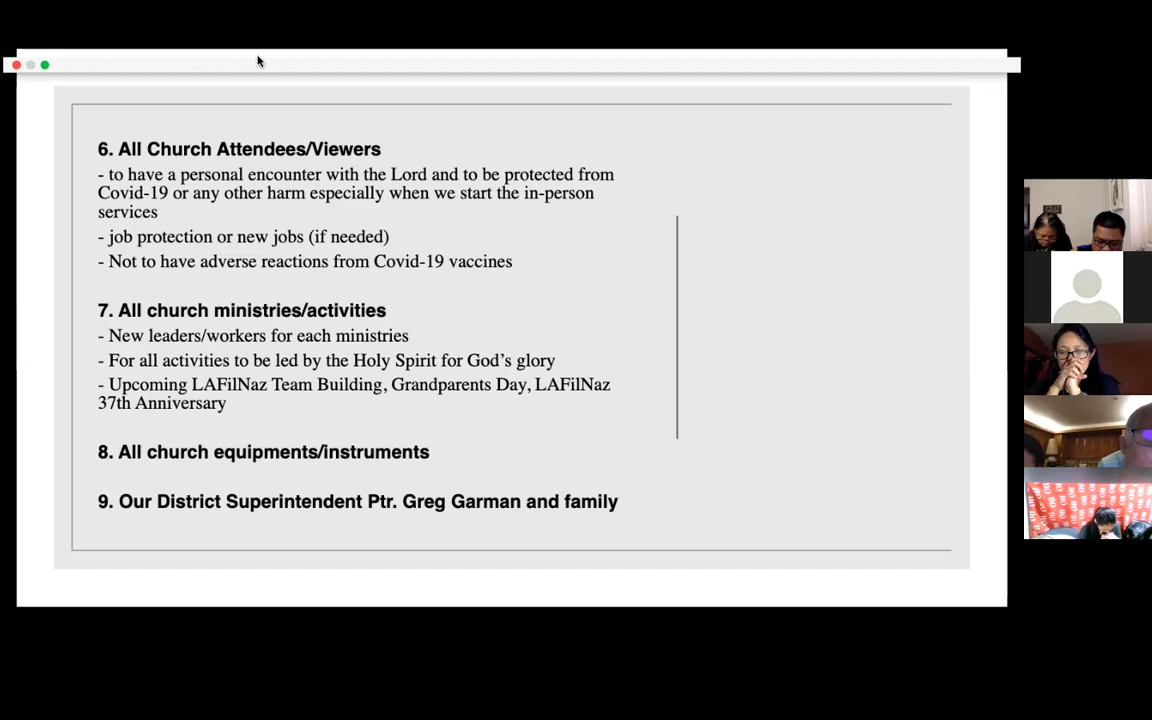 6. All Church Attendees/Viewers
- to have a personal encounter with the Lord and to be protected from
Covid-19 or any other harm especially when we start the in-person
services
- job protection or new jobs (if needed)
- Not to have adverse reactions from Covid-19 vaccines
7. All church ministries/activities
- New leaders/workers for each ministries
- For all activities to be led by the Holy Spirit for God's glory
- Upcoming LAFilNaz Team Building, Grandparents Day, LAFilNaz
37th Anniversary
8. All church equipments/instruments
9. Our District Superintendent Ptr. Greg Garman and family